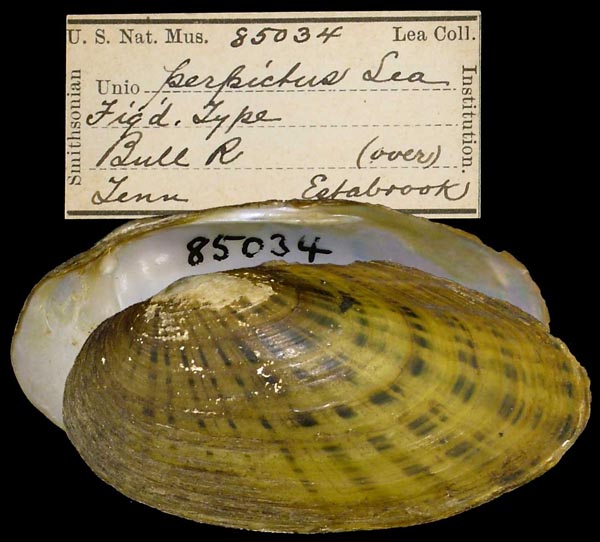 U. S. Nat. Mus. 85034 Lea Coll.
Unio perpictus Lea
Fig'd. Type
Bull R (over)
Tenn Estabrook
Smithsonian
Institution.
85034